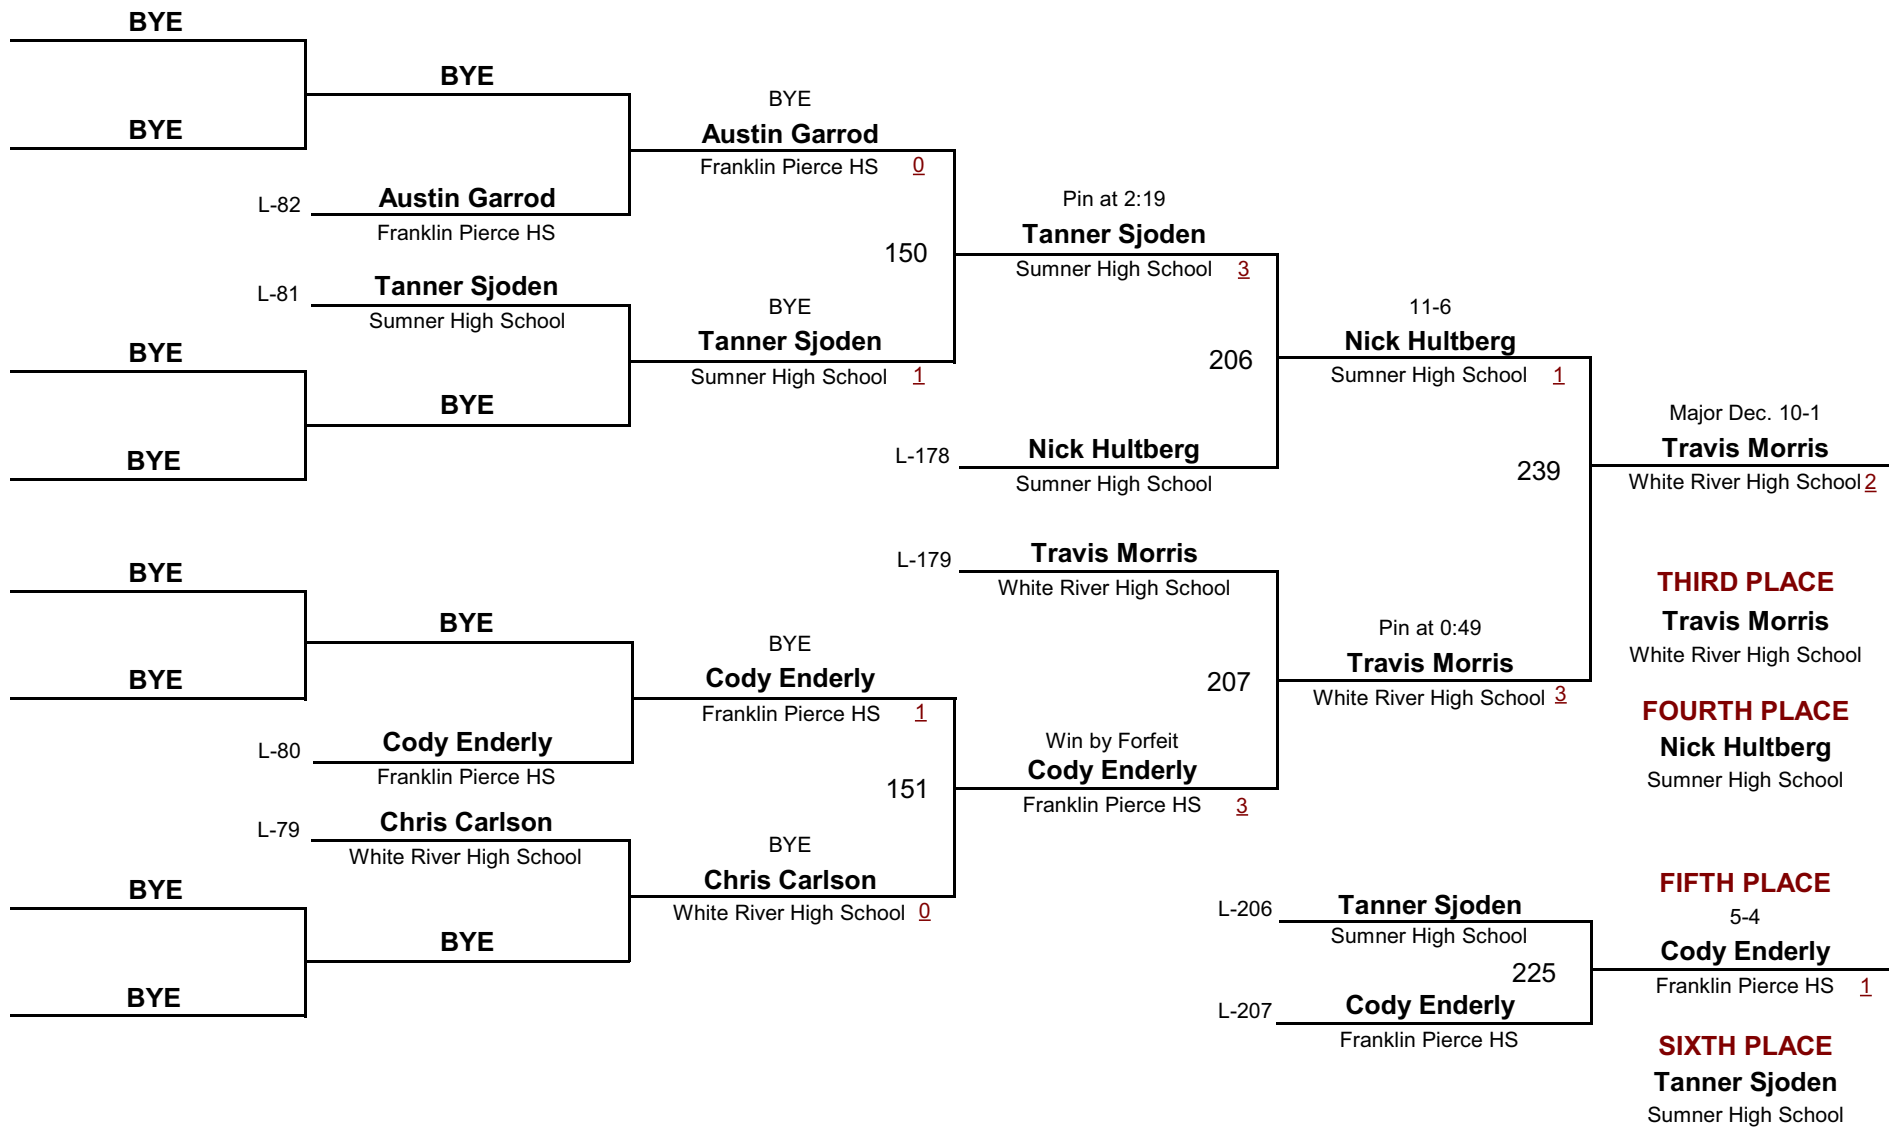 BYE
BYE
BYE
BYE
Austin Garrod
Franklin Pierce HS 0
L-82 Austin Garrod
Franklin Pierce HS
Pin at 2:19
Tanner Sjoden
Sumner High School 3
150
L-81 Tanner Sjoden
Sumner High School
BYE
Tanner Sjoden
Sumner High School 1
BYE
BYE
BYE
206
11-6
Nick Hultberg
Sumner High School 1
L-178 Nick Hultberg
Sumner High School
239
Major Dec. 10-1
Travis Morris
White River High School 2
L-179 Travis Morris
White River High School
BYE
BYE
BYE
BYE
Cody Enderly
Franklin Pierce HS 1
L-80 Cody Enderly
Franklin Pierce HS
207
Pin at 0:49
Travis Morris
White River High School 3
THIRD PLACE
Travis Morris
White River High School
FOURTH PLACE
Nick Hultberg
Sumner High School
151
Win by Forfeit
Cody Enderly
Franklin Pierce HS 3
L-79 Chris Carlson
White River High School
BYE
Chris Carlson
White River High School 0
BYE
BYE
BYE
L-206 Tanner Sjoden
Sumner High School
225
L-207 Cody Enderly
Franklin Pierce HS
FIFTH PLACE
5-4
Cody Enderly
Franklin Pierce HS 1
SIXTH PLACE
Tanner Sjoden
Sumner High School